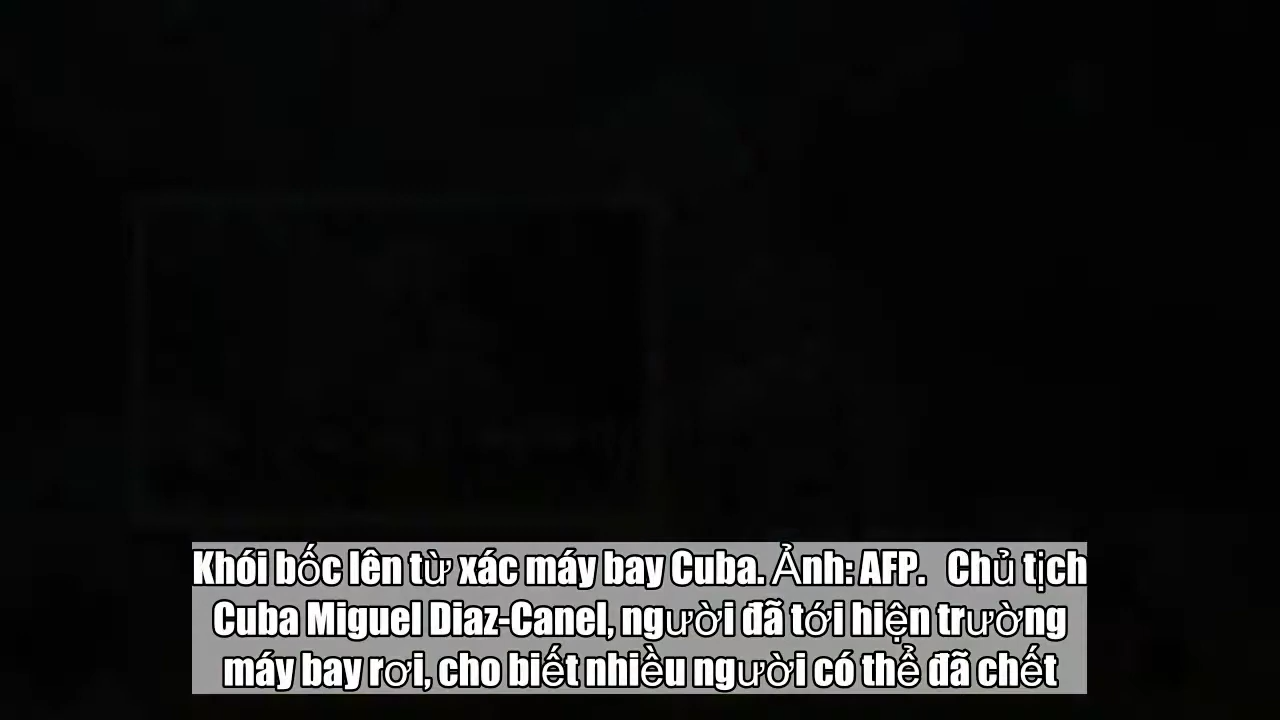 Khói bốc lên từ xác máy bay Cuba. Ảnh: AFP. Chủ tịch
Cuba Miguel Diaz-Canel, người đã tới hiện trường
máy bay rơi, cho biết nhiều người có thể đã chết